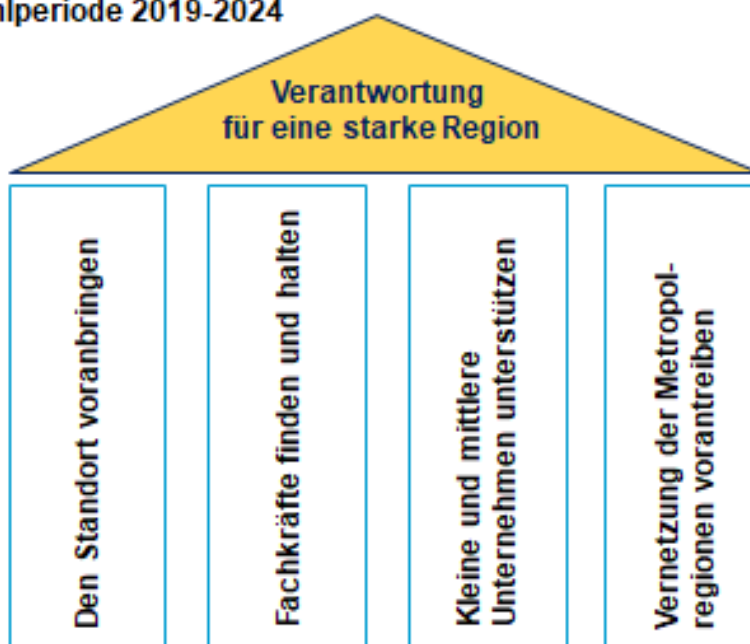 hlperiode 2019-2024
Verantwortung
für eine starke Region
Den Standort voranbringen
Fachkräfte finden und halten
Kleine und mittlere
Unternehmen unterstützen
Vernetzung der Metropol-
regionen vorantreiben